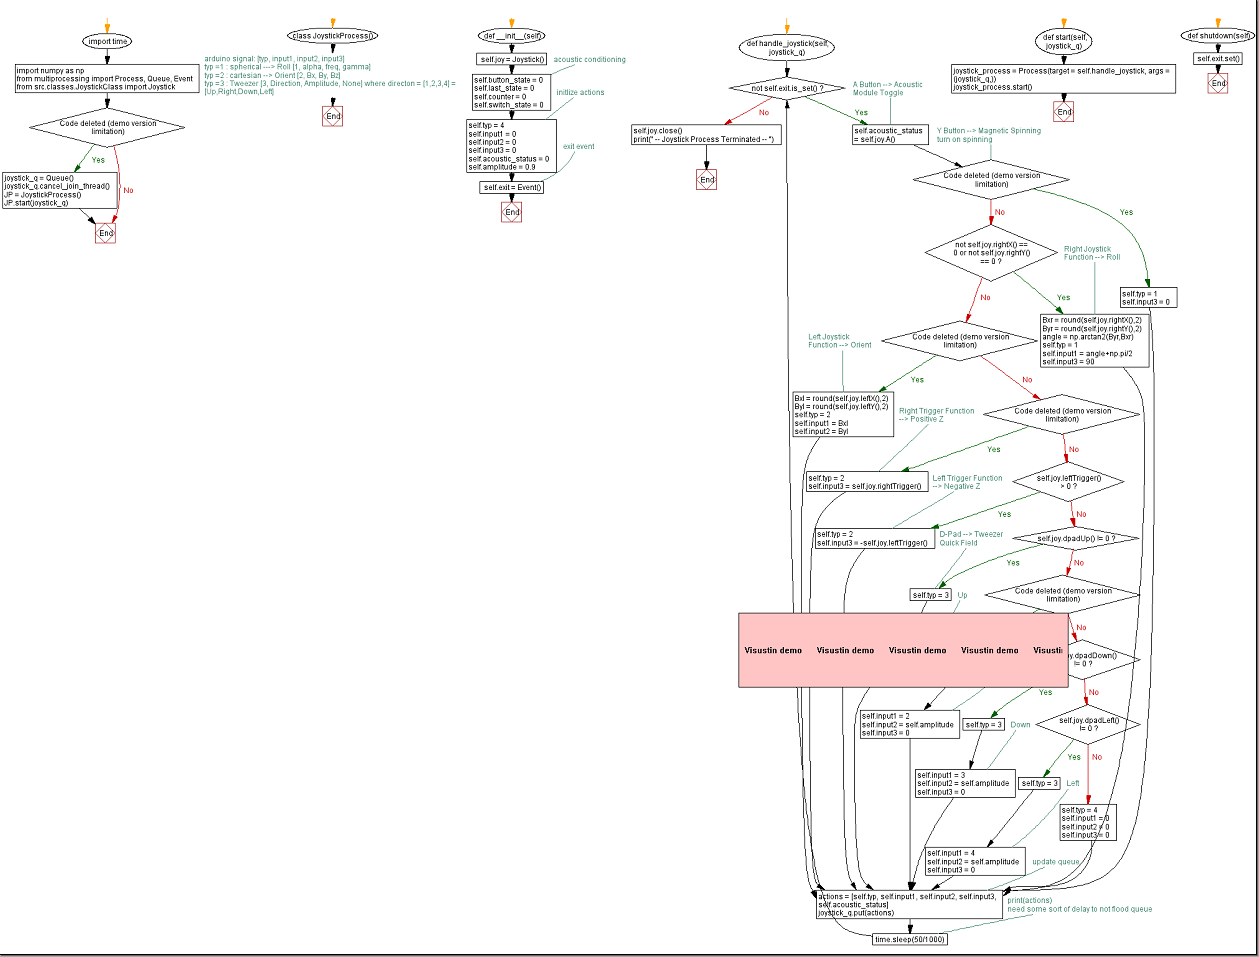 import time
import numpy as np
from multiprocessing import Process, Queue, Event
from src.classes.JoystickClass import Joystick
Code deleted (demo version
limitation)
Yes
No
joystick_q = Queue()
joystick_q.cancel_join_thread()
JP = JoystickProcess()
JP.start(joystick_q)
End
class JoystickProcess()
arduino signal: [typ, input1, input2, input3]
typ =1 : spherical ---> Roll [1, alpha, freq, gamma]
typ = 2 : cartesian --> Orient [2, Bx, By, Bz]
typ =3 : Tweezer [3, Direction, Amplitude, None] where directon = [1,2,3,4] =
[Up,Right,Down,Left]
End
def __init__(self)
self.joy = Joystick()
acoustic conditioning
self.button_state = 0
self.last_state = 0
self.counter = 0
self.switch_state = 0
initlize actions
self.typ = 4
self.input1 = 0
self.input2 = 0
self.input3 = 0
self.acoustic_status = 0
self.amplitude = 0.9
exit event
self.exit = Event()
End
def handle_joystick(self,
joystick_q)
not self.exit.is_set() ?
No
Yes
self.joy.close()
print(" -- Joystick Process Terminated -- ")
End
A Button --> Acoustic
Module Toggle
self.acoustic_status
= self.joy.A()
Y Button --> Magnetic Spinning
turn on spinning
Code deleted (demo version
limitation)
No
Yes
not self.joy.rightX() ==
0 or not self.joy.rightY()
== 0 ?
Right Joystick
Function --> Roll
self.typ = 1
self.input3 = 0
No
Yes
Bxr = round(self.joy.rightX(),2)
Byr = round(self.joy.rightY(),2)
angle = np.arctan2(Byr,Bxr)
self.typ = 1
self.input1 = angle+np.pi/2
self.input3 = 90
Left Joystick
Function --> Orient
Code deleted (demo version
limitation)
Yes
No
Bxl = round(self.joy.leftX(),2)
Byl = round(self.joy.leftY(),2)
self.typ = 2
self.input1 = Bxl
self.input2 = Byl
Right Trigger Function
--> Positive Z
Code deleted (demo version
limitation)
Yes
No
self.typ = 2
self.input3 = self.joy.rightTrigger()
Left Trigger Function
--> Negative Z
self.joy.leftTrigger()
> 0 ?
Yes
No
self.typ = 2
self.input3 = -self.joy.leftTrigger()
D-Pad --> Tweezer
Quick Field
self.joy.dpadUp() != 0 ?
Yes
No
self.typ = 3
Up
Code deleted (demo version
limitation)
No
Visustin demo Visustin demo Visustin demo Visustin demo Visusti
y.dpadDown()
!= 0 ?
Yes
No
self.input1 = 2
self.input2 = self.amplitude
self.input3 = 0
self.typ = 3
Down
self.joy.dpadLeft()
!= 0 ?
Yes
No
self.input1 = 3
self.input2 = self.amplitude
self.input3 = 0
self.typ = 3
Left
self.typ = 4
self.input1 = 0
self.input2 = 0
self.input3 = 0
self.input1 = 4
self.input2 = self.amplitude
self.input3 = 0
update queue
actions = [self.typ, self.input1, self.input2, self.input3,
self.acoustic_status]
joystick_q.put(actions)
print(actions)
need some sort of delay to not flood queue
time.sleep(50/1000)
def start(self,
joystick_q)
joystick_process = Process(target = self.handle_joystick, args =
(joystick_q,))
joystick_process.start()
End
def shutdown(self)
self.exit.set()
End